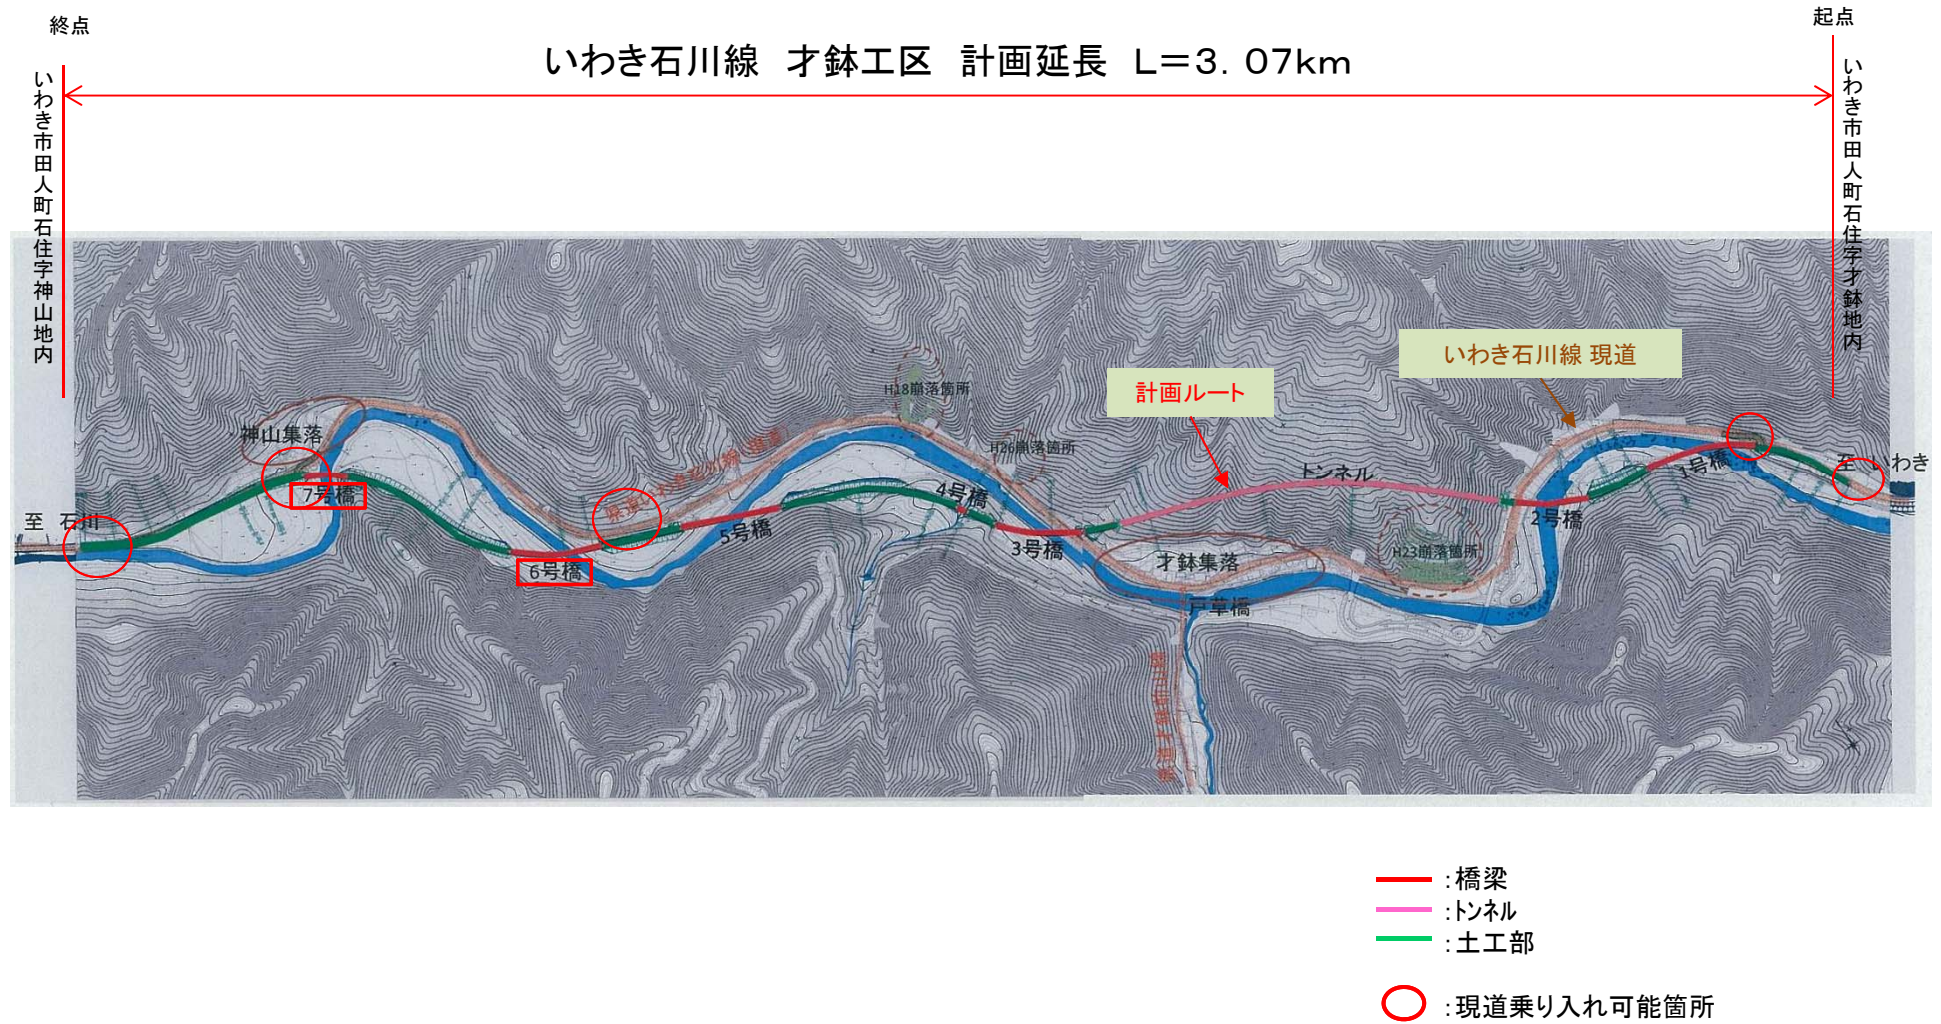 終点
起点
いわき石川線 才鉢工区 計画延長 L=3.07km
いわき市田人町石住字神山地内
いわき市田人町石住字才鉢地内
いわき石川線 現道
計画ルート
H18崩落箇所
神山集落
H26崩落箇所
トンネル
1号橋
至 いわき
7号橋
4号橋
至 石川
5号橋
2号橋
3号橋
H23崩落箇所
6号橋
才鉢集落
戸草橋
:橋梁
:トンネル
:土工部
:現道乗り入れ可能箇所